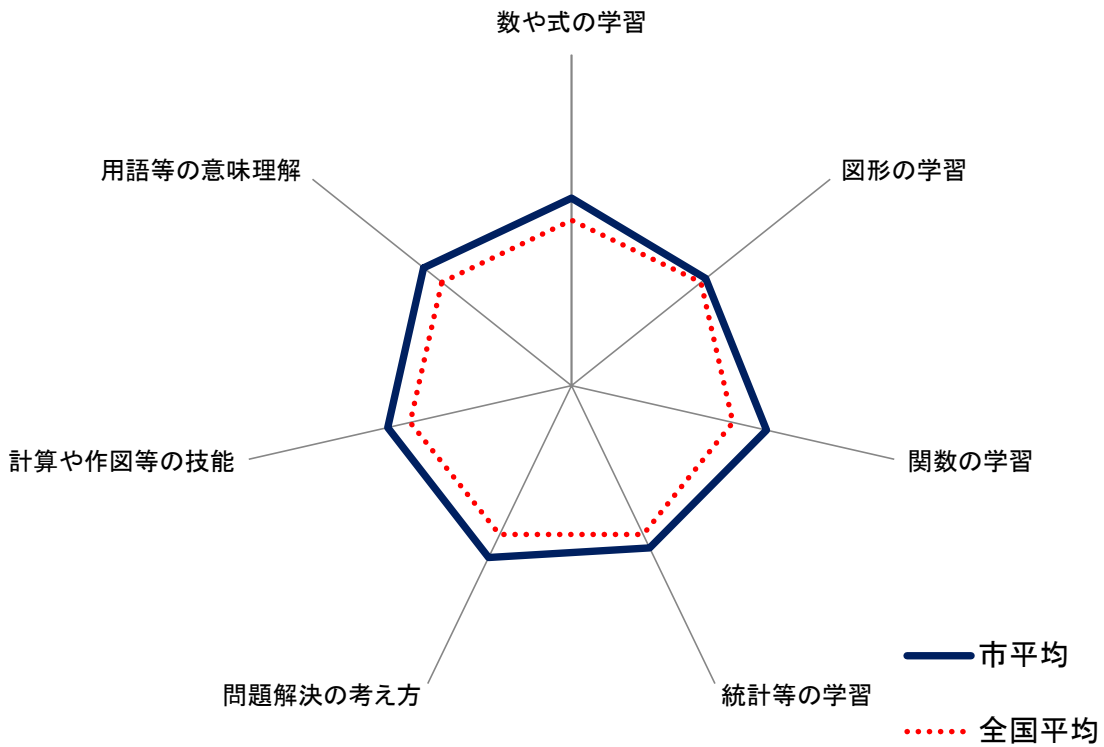 数や式の学習
用語等の意味理解
図形の学習
計算や作図等の技能
関数の学習
問題解決の考え方
統計等の学習
市平均
全国平均